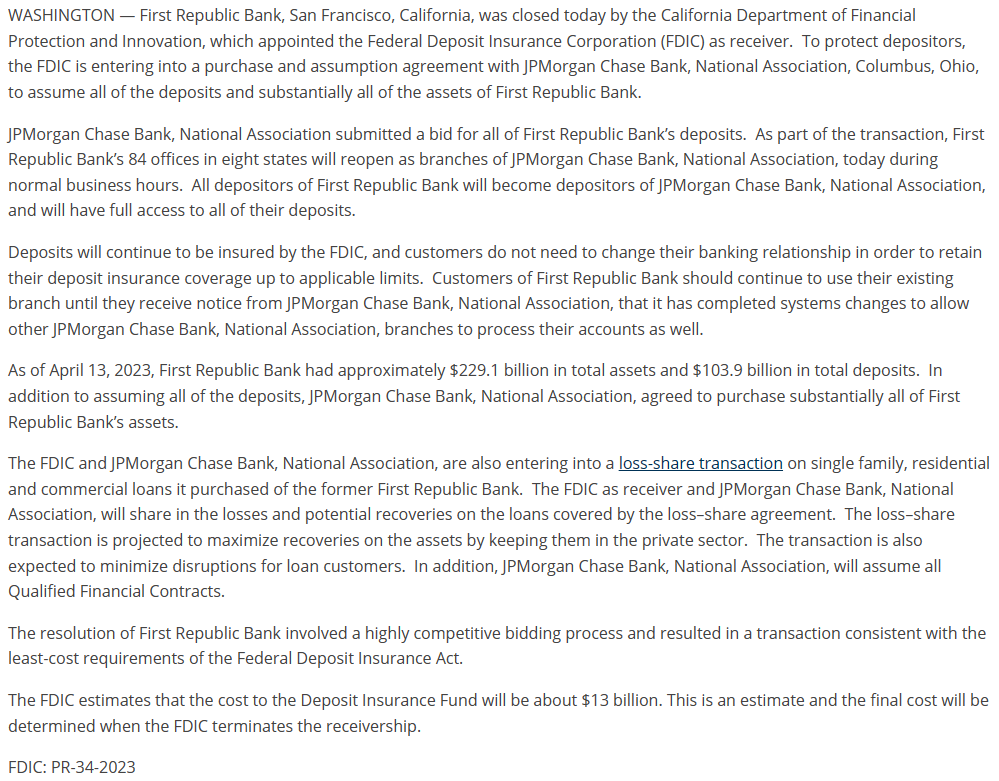 WASHINGTON — First Republic Bank, San Francisco, California, was closed today by the California Department of Financial
Protection and Innovation, which appointed the Federal Deposit Insurance Corporation (FDIC) as receiver.  To protect depositors,
the FDIC is entering into a purchase and assumption agreement with JPMorgan Chase Bank, National Association, Columbus, Ohio,
to assume all of the deposits and substantially all of the assets of First Republic Bank.
JPMorgan Chase Bank, National Association submitted a bid for all of First Republic Bank’s deposits.  As part of the transaction, First
Republic Bank’s 84 offices in eight states will reopen as branches of JPMorgan Chase Bank, National Association, today during
normal business hours.  All depositors of First Republic Bank will become depositors of JPMorgan Chase Bank, National Association,
and will have full access to all of their deposits.
Deposits will continue to be insured by the FDIC, and customers do not need to change their banking relationship in order to retain
their deposit insurance coverage up to applicable limits.  Customers of First Republic Bank should continue to use their existing
branch until they receive notice from JPMorgan Chase Bank, National Association, that it has completed systems changes to allow
other JPMorgan Chase Bank, National Association, branches to process their accounts as well.
As of April 13, 2023, First Republic Bank had approximately $229.1 billion in total assets and $103.9 billion in total deposits.  In
addition to assuming all of the deposits, JPMorgan Chase Bank, National Association, agreed to purchase substantially all of First
Republic Bank’s assets.
The FDIC and JPMorgan Chase Bank, National Association, are also entering into a loss-share transaction on single family, residential
and commercial loans it purchased of the former First Republic Bank.  The FDIC as receiver and JPMorgan Chase Bank, National
Association, will share in the losses and potential recoveries on the loans covered by the loss–share agreement.  The loss–share
transaction is projected to maximize recoveries on the assets by keeping them in the private sector.  The transaction is also
expected to minimize disruptions for loan customers.  In addition, JPMorgan Chase Bank, National Association, will assume all
Qualified Financial Contracts.
The resolution of First Republic Bank involved a highly competitive bidding process and resulted in a transaction consistent with the
least-cost requirements of the Federal Deposit Insurance Act.
The FDIC estimates that the cost to the Deposit Insurance Fund will be about $13 billion. This is an estimate and the final cost will be
determined when the FDIC terminates the receivership.
FDIC: PR-34-2023